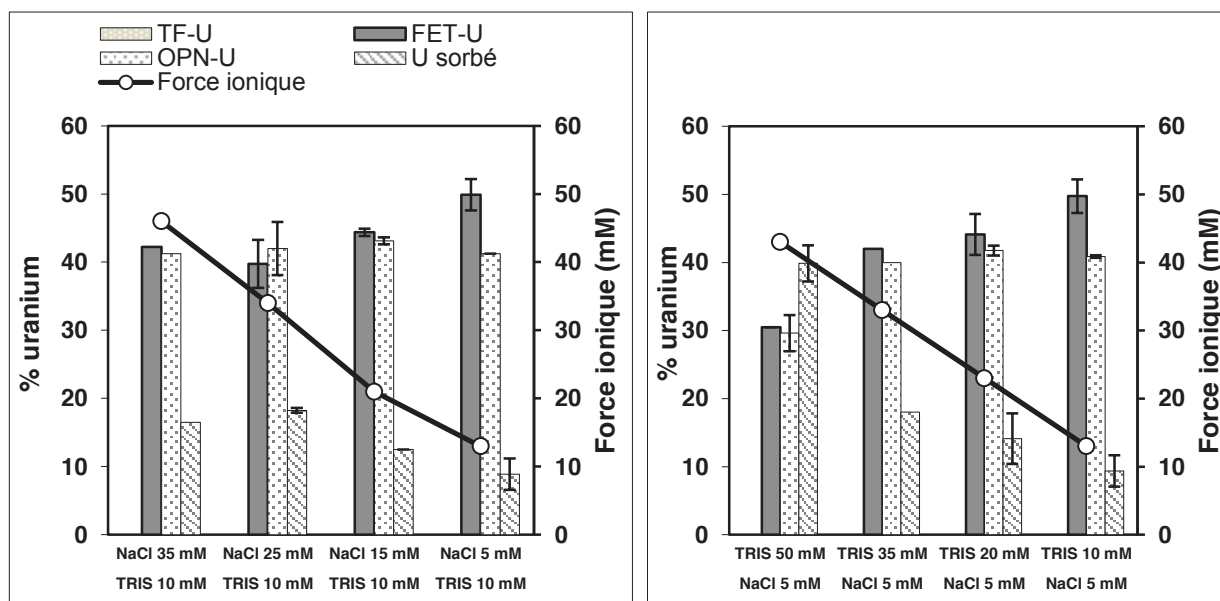 TF-U FET-U
OPN-U U sorbé
Force ionique
60 60
50 50
40 40
30 30
20 20
10 10
0 0
% uranium
Force ionique (mM)
NaCl 35 mM NaCl 25 mM NaCl 15 mM NaCl 5 mM
TRIS 10 mM TRIS 10 mM TRIS 10 mM TRIS 10 mM
60 60
50 50
40 40
30 30
20 20
10 10
0 0
% uranium
Force ionique (mM)
TRIS 50 mM TRIS 35 mM TRIS 20 mM TRIS 10 mM
NaCl 5 mM NaCl 5 mM NaCl 5 mM NaCl 5 mM